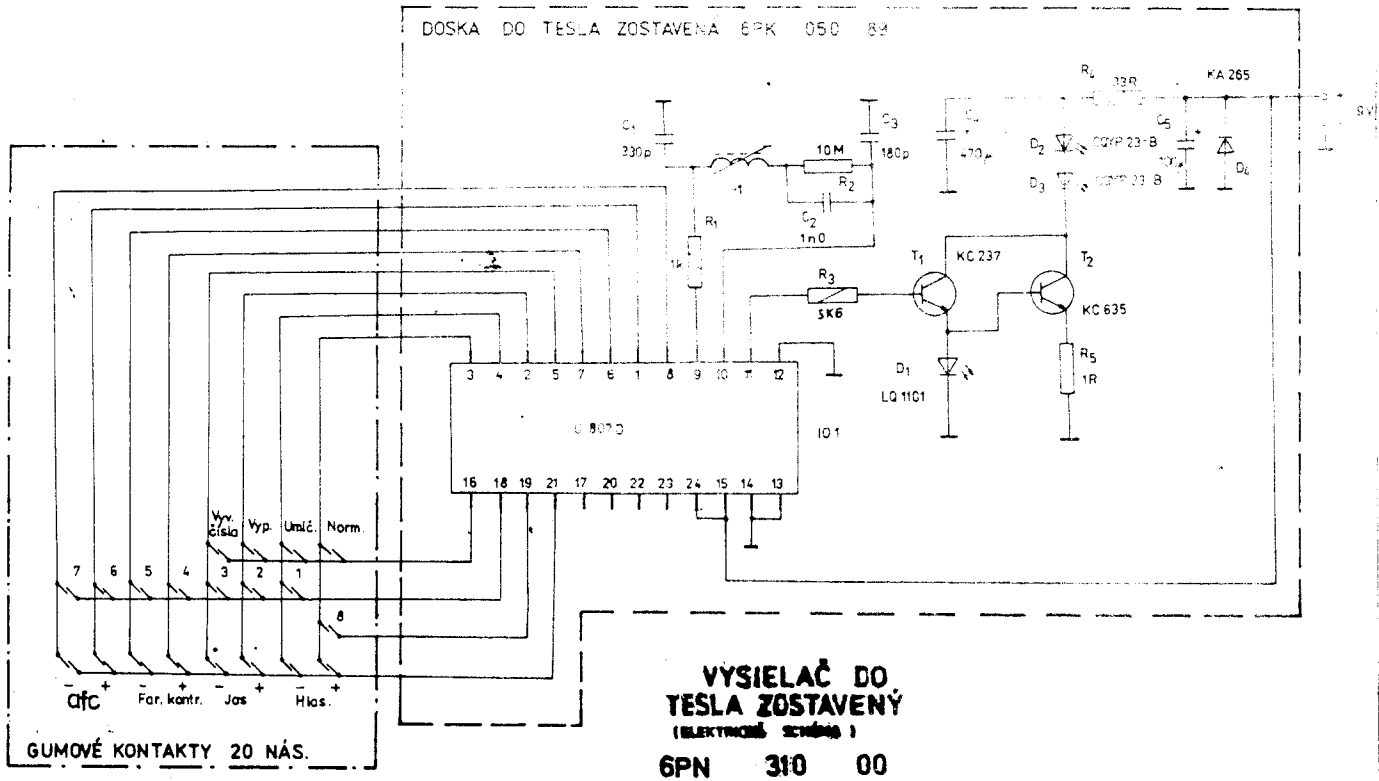 DOSKA DO TESLA ZOSTAVENÁ 6PK 050 89
R4
33R
KA 265
9V
C1
330p
C3
180p
C4
470µ
10M
R2
C2
1n0
D2
CQYP 23-B
D3
CQYP 23-B
C5
D4
R1
1k
R3
5K6
T1
KC 237
T2
KC 635
D1
LQ 1101
R5
1R
3 4 2 5 7 6 1 8 9 10 11 12
IO1
16 18 19 21 17 20 22 23 24 15 14 13
Vyv. čísla
Vyp.
Umlč.
Norm.
7 6 5 4 3 2 1
8
- + - + - + - +
afc
Far. kontr.
Jas
Hlas.
GUMOVÉ KONTAKTY 20 NÁS.
VYSIELAČ DO
TESLA ZOSTAVENÝ
6PN 310 00